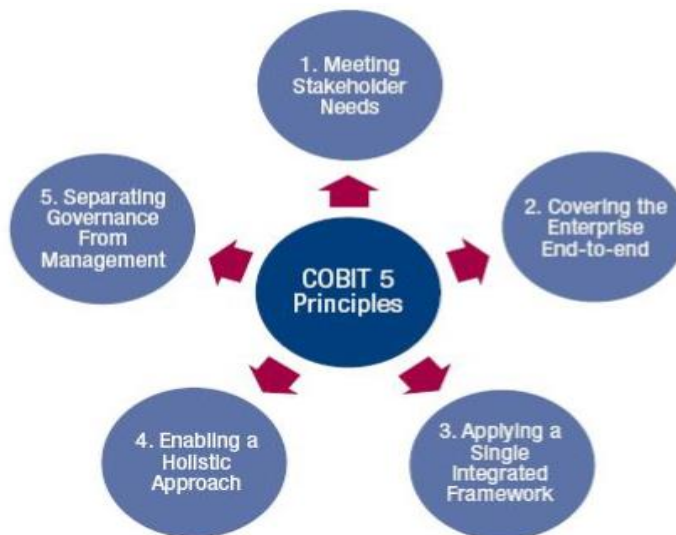 1. Meeting
Stakeholder
Needs
5. Separating
Governance
From
Management
2. Covering the
Enterprise
End-to-end
COBIT 5
Principles
4. Enabling a
Holistic
Approach
3. Applying a
Single
Integrated
Framework